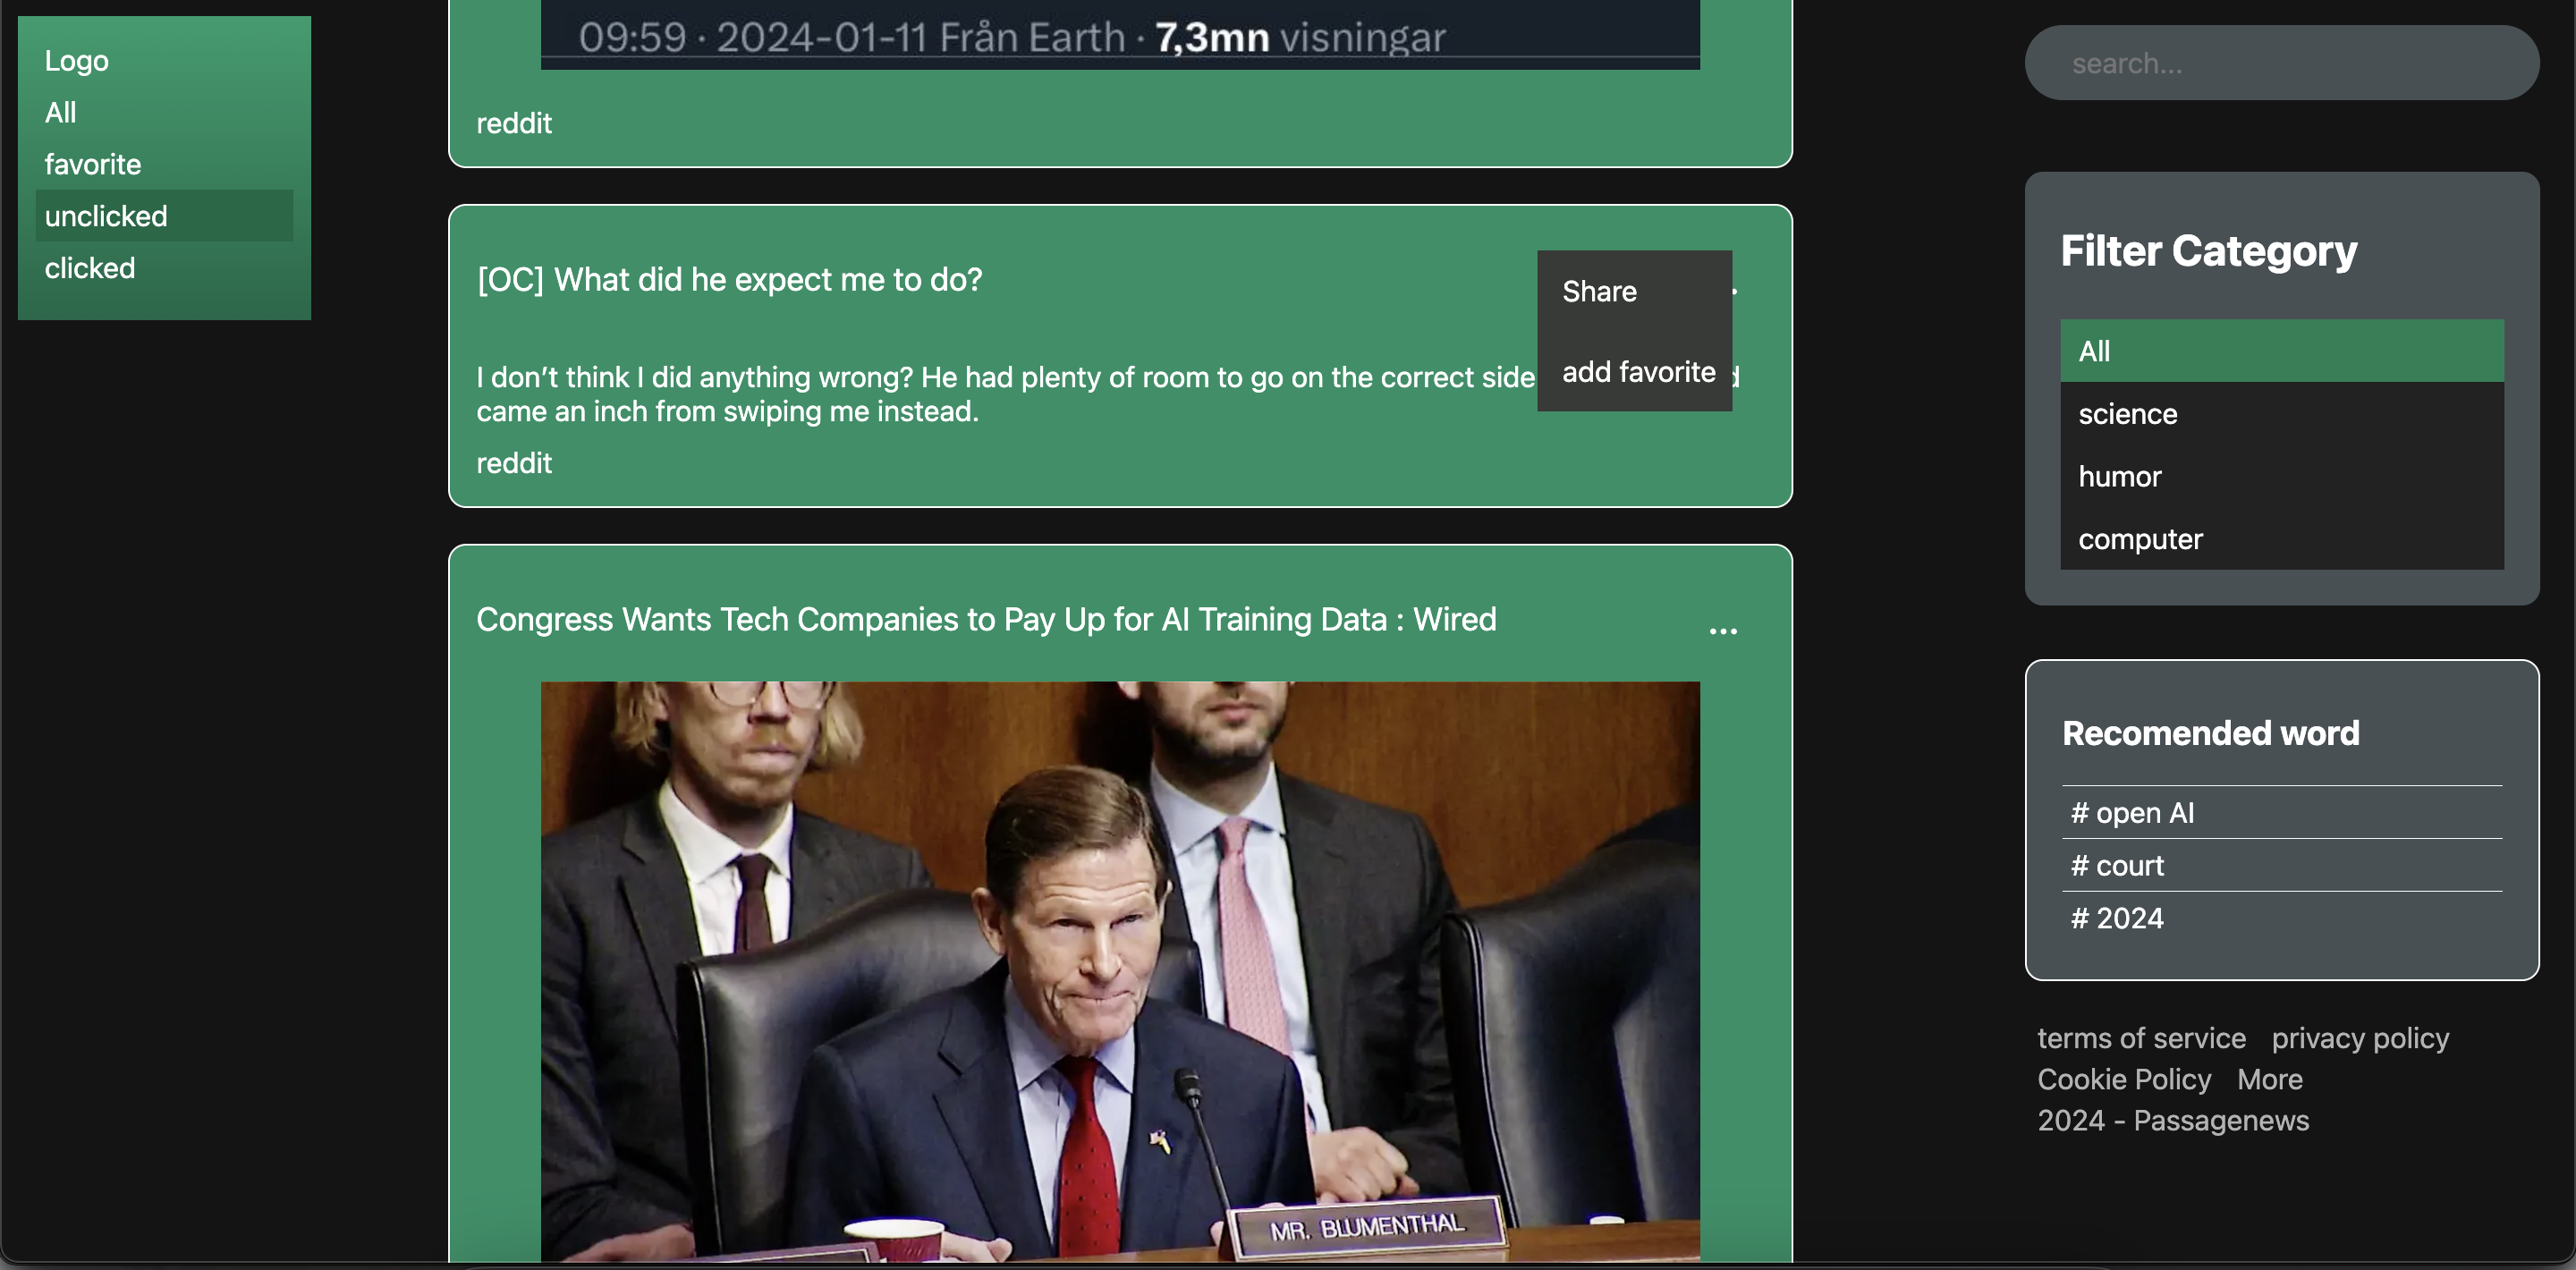 Logo
All
favorite
unclicked
clicked
09:59 · 2024-01-11 Från Earth · 7,3mn visningar
reddit
[OC] What did he expect me to do?
Share
add favorite
I don’t think I did anything wrong? He had plenty of room to go on the correct side
came an inch from swiping me instead.
reddit
Congress Wants Tech Companies to Pay Up for AI Training Data : Wired
...
MR. BLUMENTHAL
search...
Filter Category
All
science
humor
computer
Recomended word
# open AI
# court
# 2024
terms of service privacy policy
Cookie Policy More
2024 - Passagenews